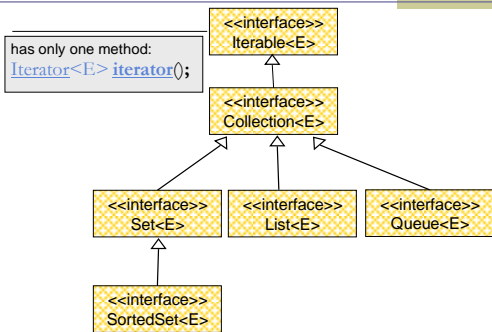 <<interface>>
Iterable<E>
has only one method:
Iterator<E> iterator();
<<interface>>
Collection<E>
<<interface>>
Set<E>
<<interface>>
List<E>
<<interface>>
Queue<E>
<<interface>>
SortedSet<E>